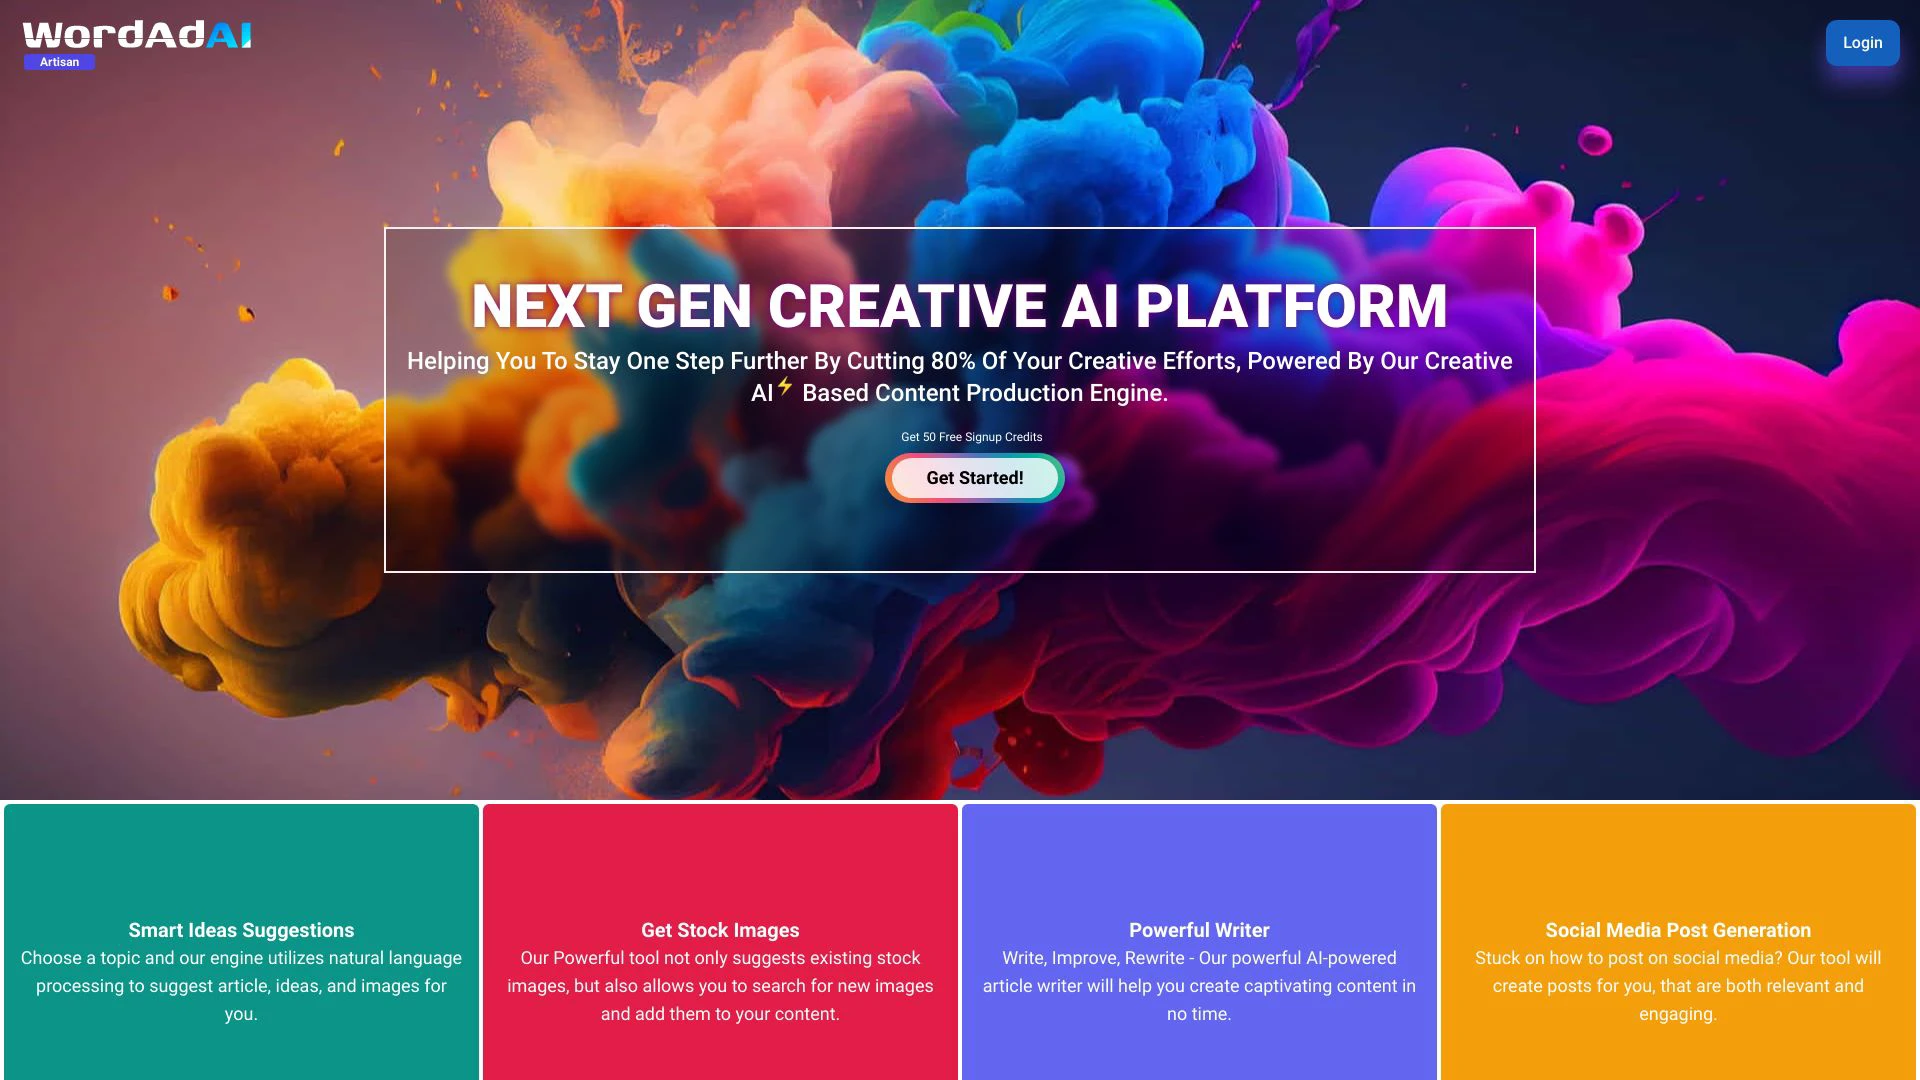 WordAdAI
Artisan
Login
NEXT GEN CREATIVE AI PLATFORM
Helping You To Stay One Step Further By Cutting 80% Of Your Creative Efforts, Powered By Our Creative
AI⚡ Based Content Production Engine.
Get 50 Free Signup Credits
Get Started!
Smart Ideas Suggestions
Choose a topic and our engine utilizes natural language
processing to suggest article, ideas, and images for
you.
Get Stock Images
Our Powerful tool not only suggests existing stock
images, but also allows you to search for new images
and add them to your content.
Powerful Writer
Write, Improve, Rewrite - Our powerful AI-powered
article writer will help you create captivating content in
no time.
Social Media Post Generation
Stuck on how to post on social media? Our tool will
create posts for you, that are both relevant and
engaging.